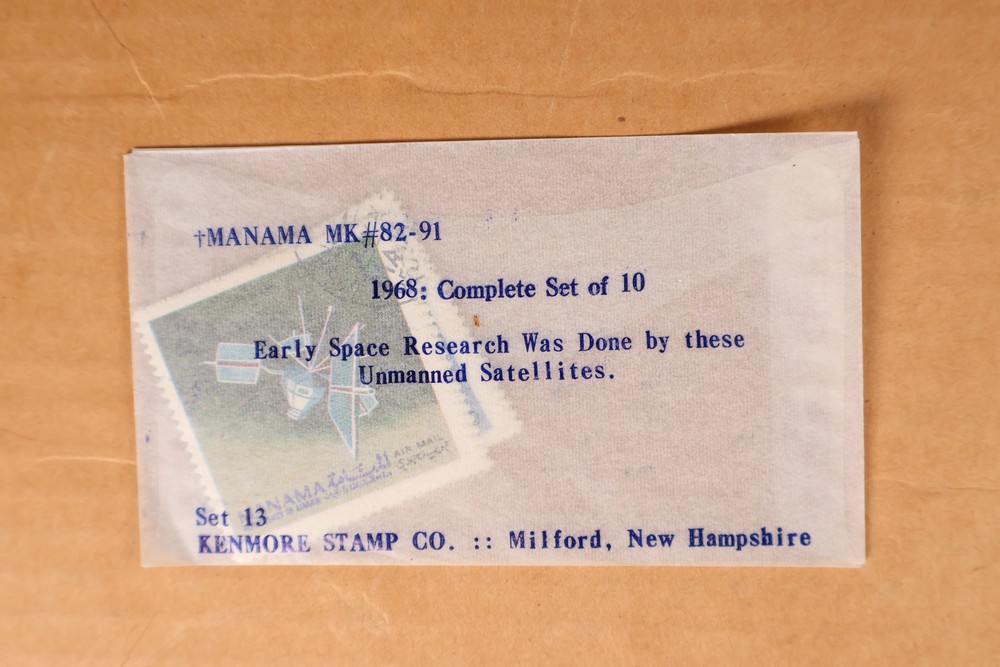 †MANAMA MK#82-91
1968: Complete Set of 10
Early Space Research Was Done by these
Unmanned Satellites.
MANAMA المنامة AIR MAIL
Set 13
KENMORE STAMP CO. :: Milford, New Hampshire